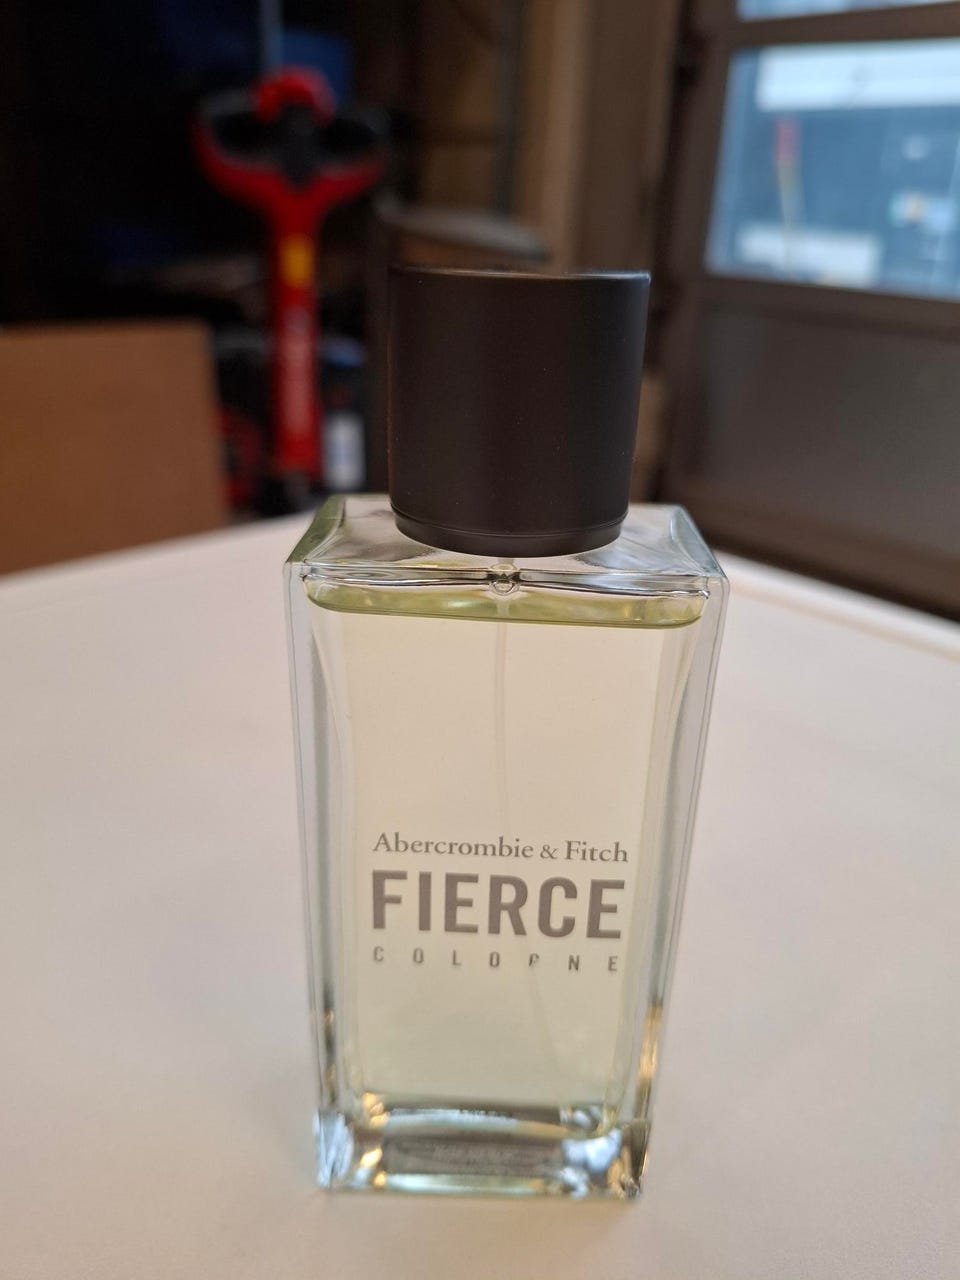 Abercrombie & Fitch
FIERCE
COLOGNE